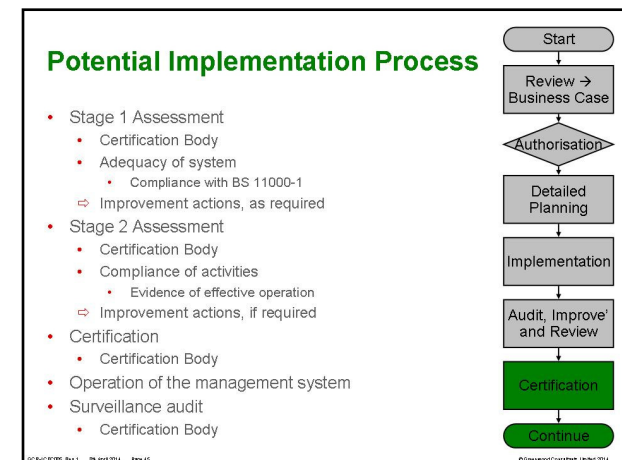 Potential Implementation Process
• Stage 1 Assessment
• Certification Body
• Adequacy of system
• Compliance with BS 11000-1
⇨ Improvement actions, as required
• Stage 2 Assessment
• Certification Body
• Compliance of activities
• Evidence of effective operation
⇨ Improvement actions, if required
• Certification
• Certification Body
• Operation of the management system
• Surveillance audit
• Certification Body
Start
Review →
Business Case
Authorisation
Detailed
Planning
Implementation
Audit, Improve'
and Review
Certification
Continue
April 2014
2014